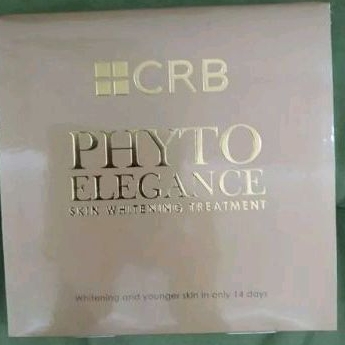 CRB
PHYTO
ELEGANCE
SKIN WHITENING TREATMENT
Whitening and younger skin in only 14 days